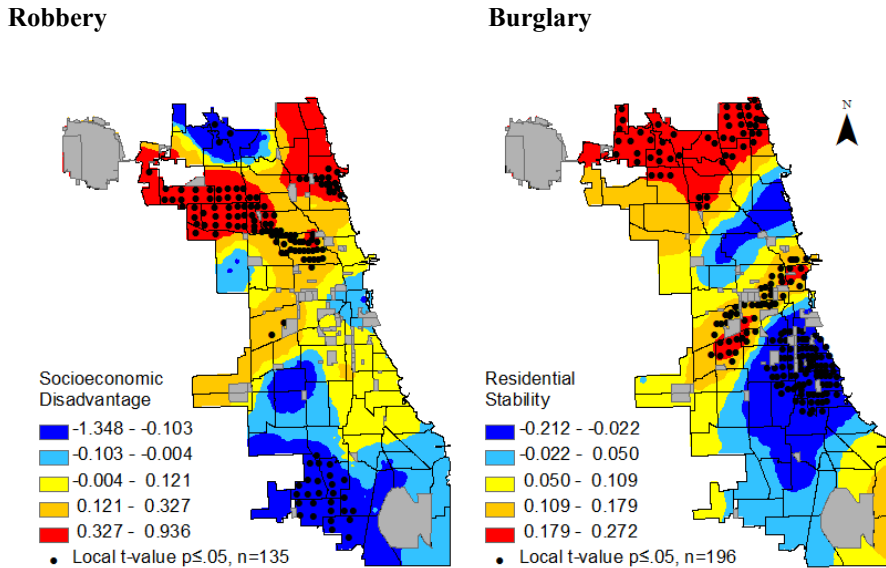 Robbery
Burglary
N
Socioeconomic
Disadvantage
-1.348 - -0.103
-0.103 - -0.004
-0.004 - 0.121
0.121 - 0.327
0.327 - 0.936
Local t-value p≤.05, n=135
Residential
Stability
-0.212 - -0.022
-0.022 - 0.050
0.050 - 0.109
0.109 - 0.179
0.179 - 0.272
Local t-value p≤.05, n=196